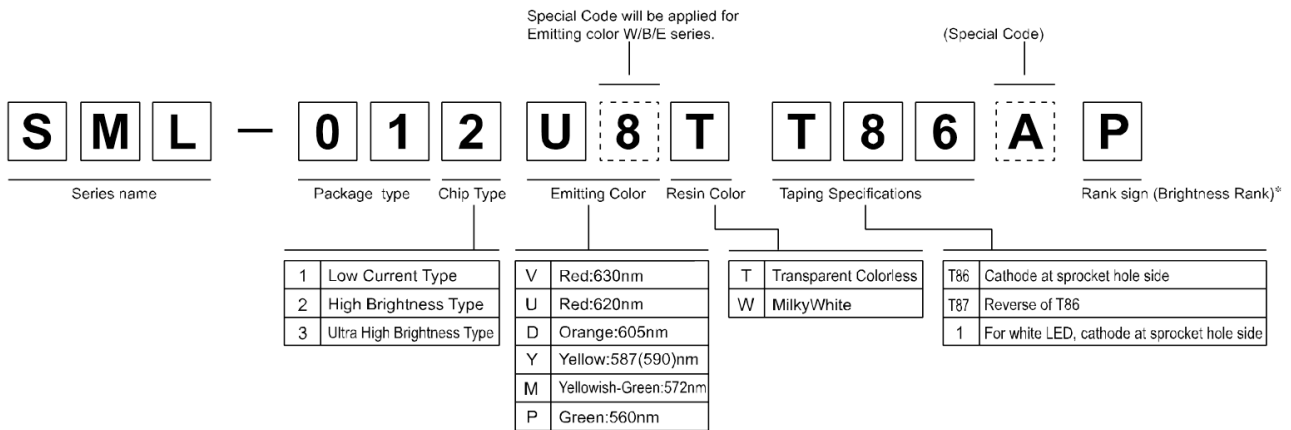 Special Code will be applied for
Emitting color W/B/E series.
(Special Code)
S M L — 0 1 2 U 8 T T 8 6 A P
Series name Package type Chip Type Emitting Color Resin Color Taping Specifications Rank sign (Brightness Rank)*
1 Low Current Type
2 High Brightness Type
3 Ultra High Brightness Type
V Red:630nm
U Red:620nm
D Orange:605nm
Y Yellow:587(590)nm
M Yellowish-Green:572nm
P Green:560nm
T Transparent Colorless
W MilkyWhite
T86 Cathode at sprocket hole side
T87 Reverse of T86
1 For white LED, cathode at sprocket hole side